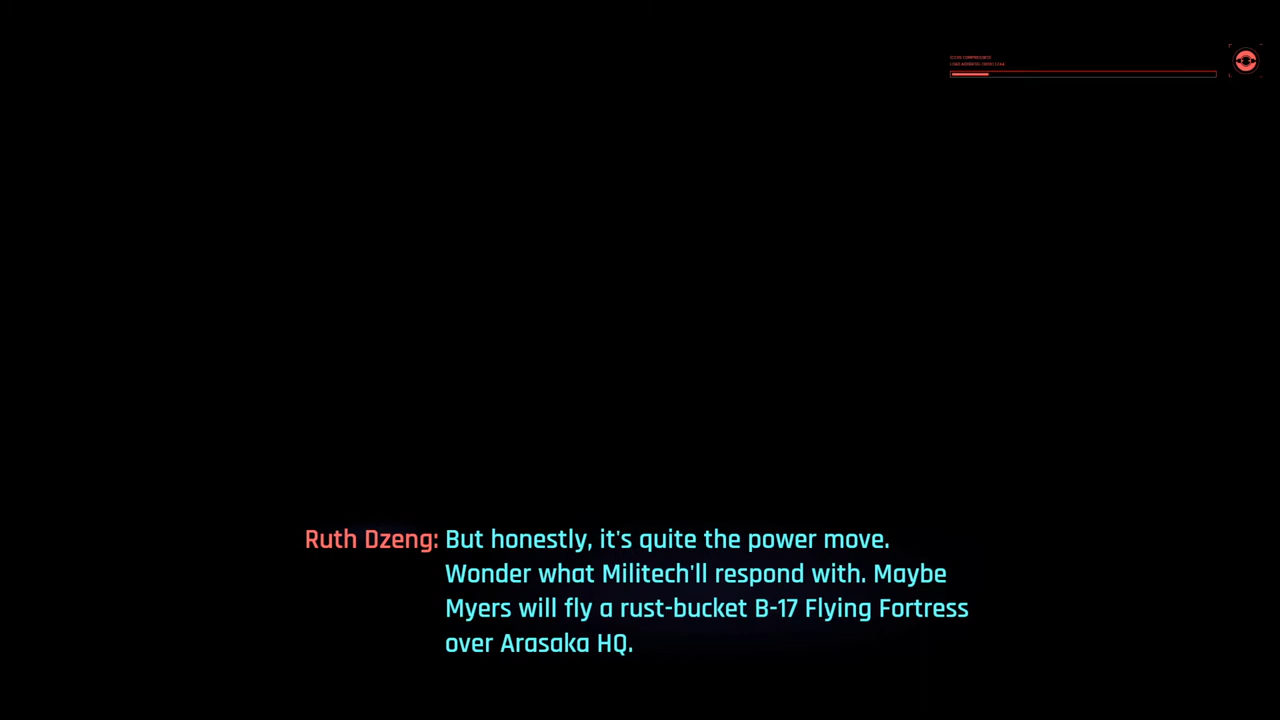 Ruth Dzeng: But honestly, it's quite the power move.
Wonder what Militech'll respond with. Maybe
Myers will fly a rust-bucket B-17 Flying Fortress
over Arasaka HQ.